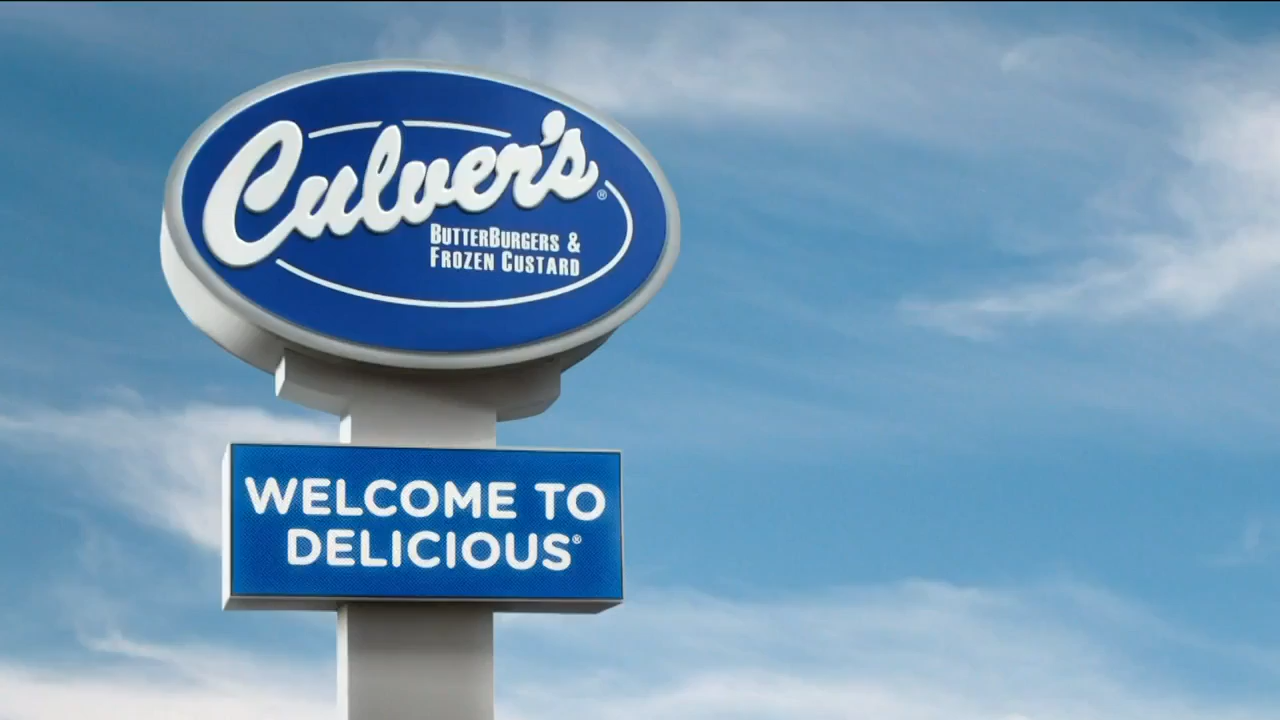 Culver's®
BUTTERBURGERS &
FROZEN CUSTARD
WELCOME TO
DELICIOUS®